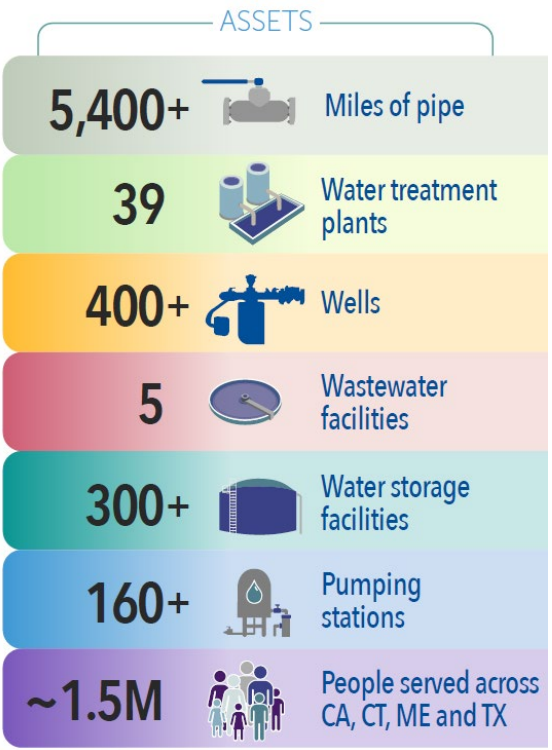 ASSETS
5,400+ Miles of pipe
39 Water treatment
plants
400+ Wells
5 Wastewater
facilities
300+ Water storage
facilities
160+ Pumping
stations
~1.5M People served across
CA, CT, ME and TX